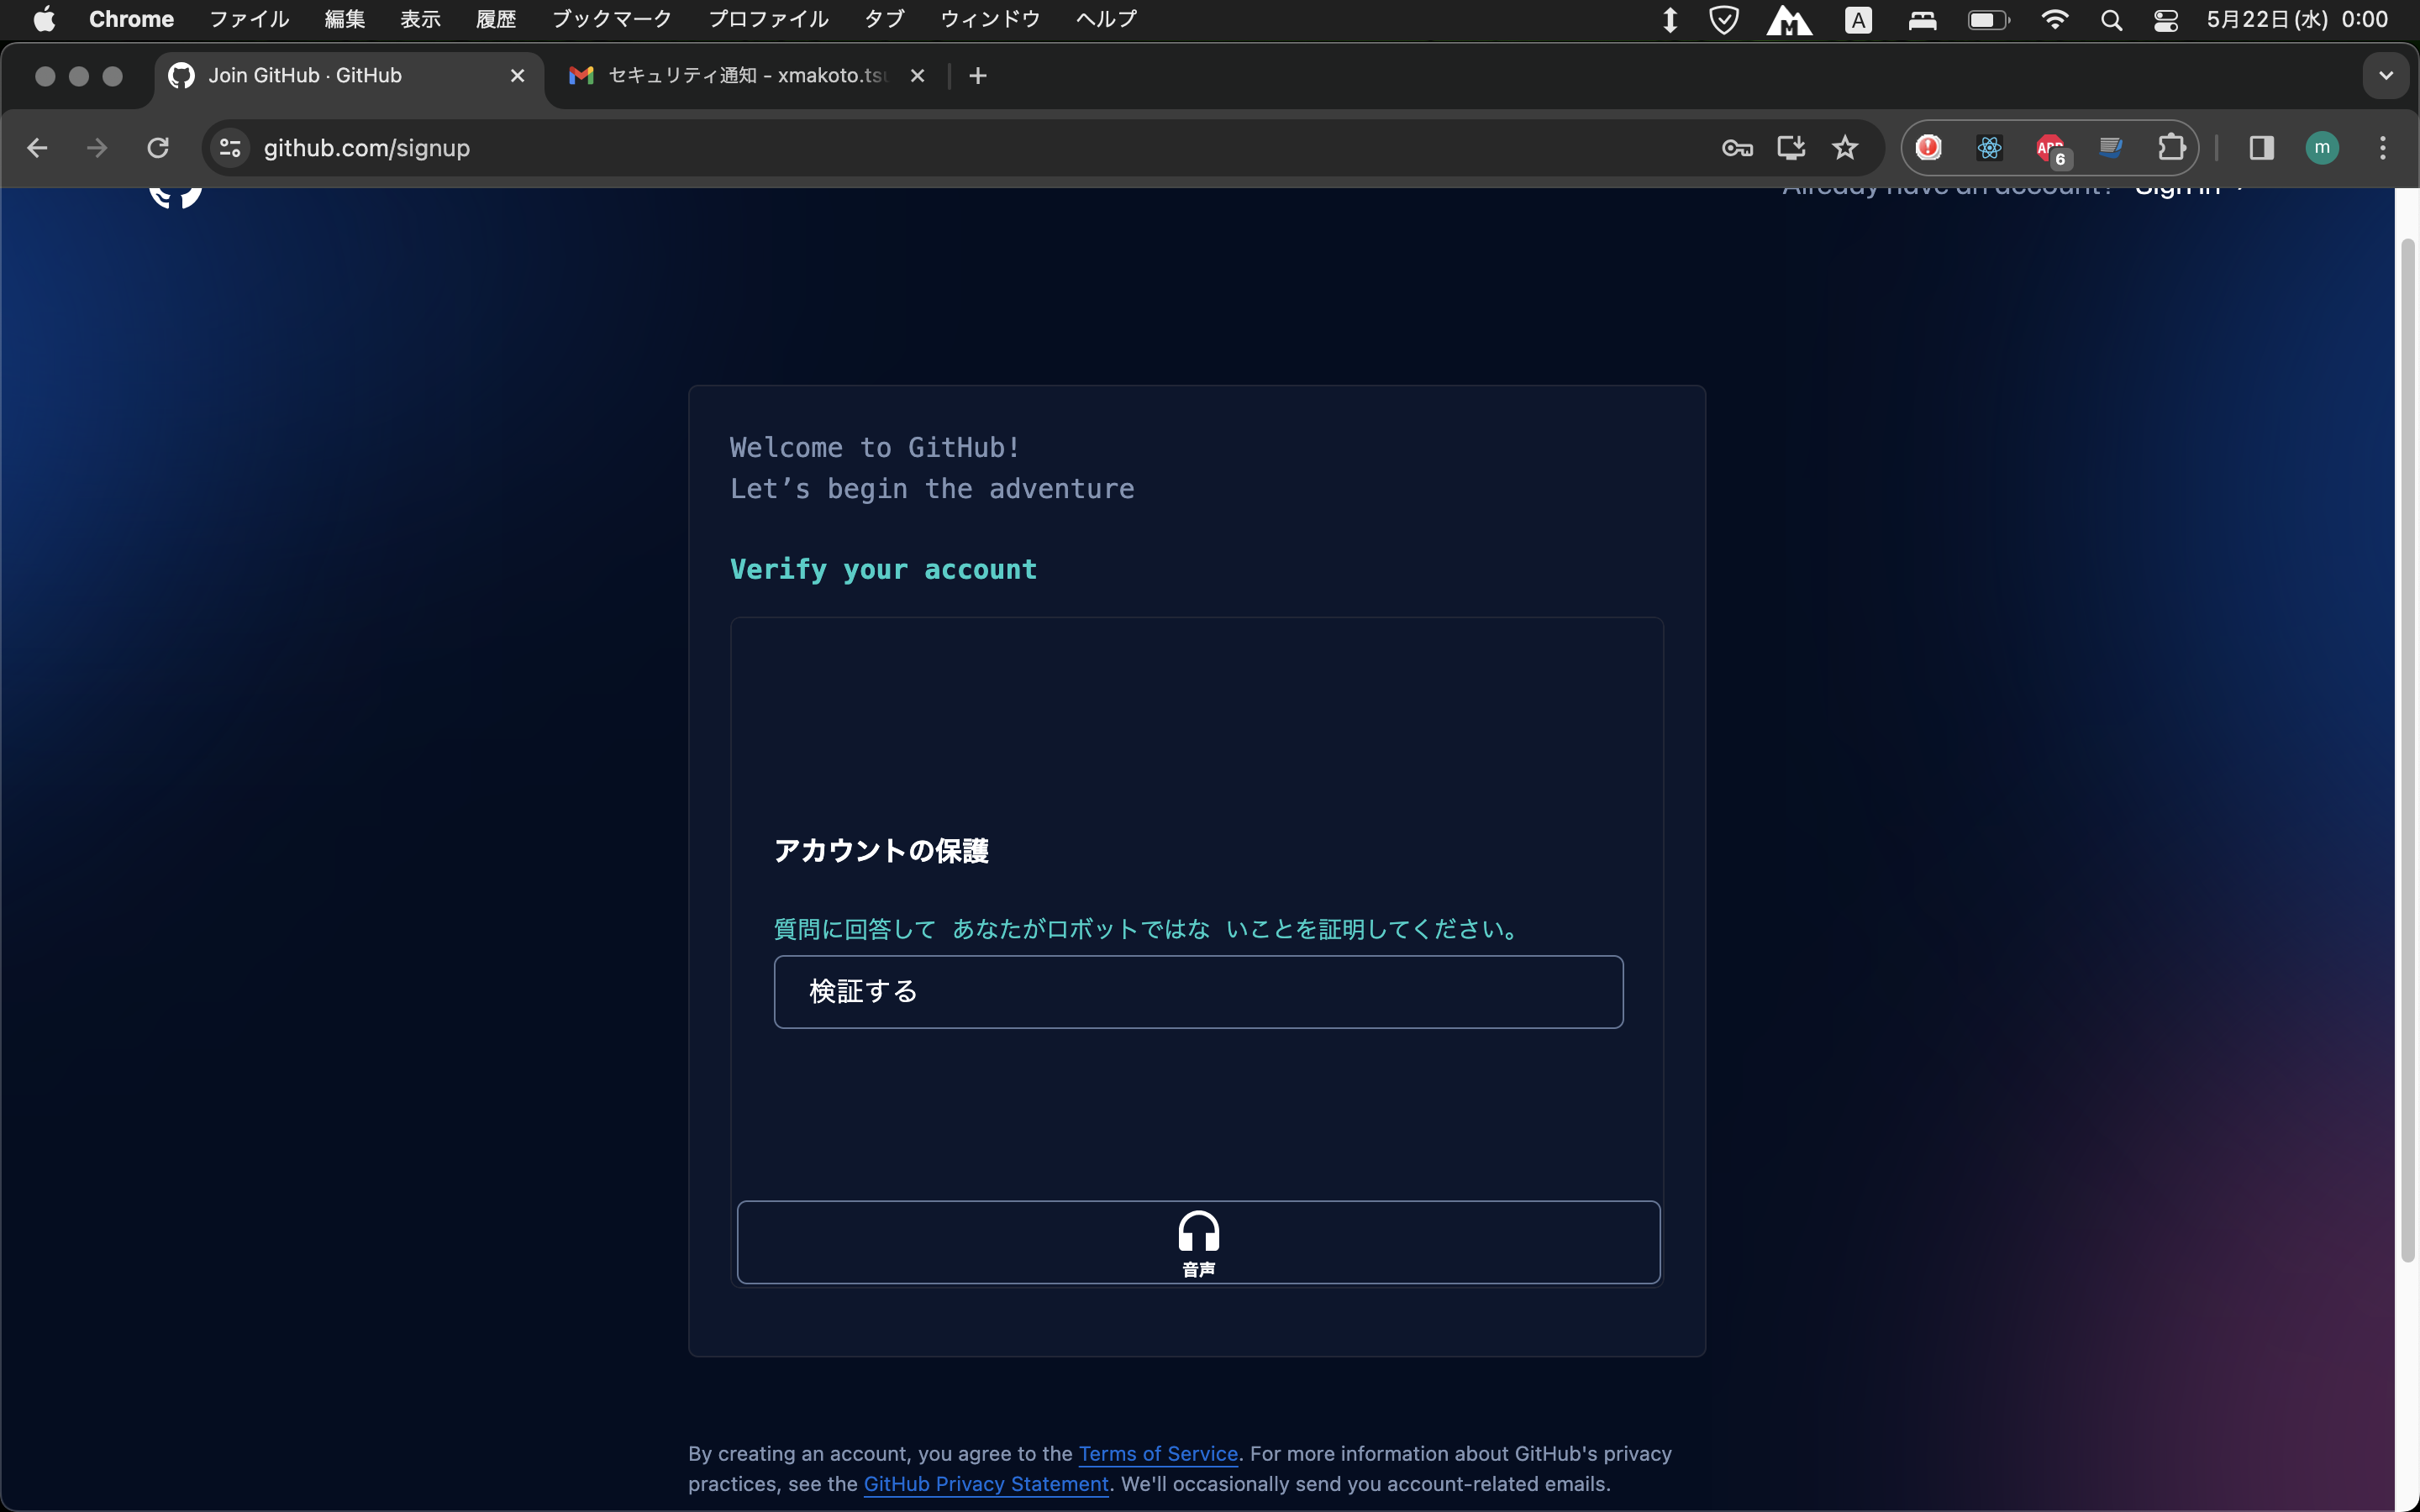 Chrome ファイル 編集 表示 履歴 ブックマーク プロファイル タブ ウィンドウ ヘルプ A 5月22日(水) 0:00
Join GitHub · GitHub セキュリティ通知 - xmakoto.tsu
github.com/signup ABP 6 m
Already have an account? Sign in
Welcome to GitHub!
Let’s begin the adventure
Verify your account
アカウントの保護
質問に回答して あなたがロボットではな いことを証明してください。
検証する
音声
By creating an account, you agree to the Terms of Service. For more information about GitHub's privacy
practices, see the GitHub Privacy Statement. We'll occasionally send you account-related emails.